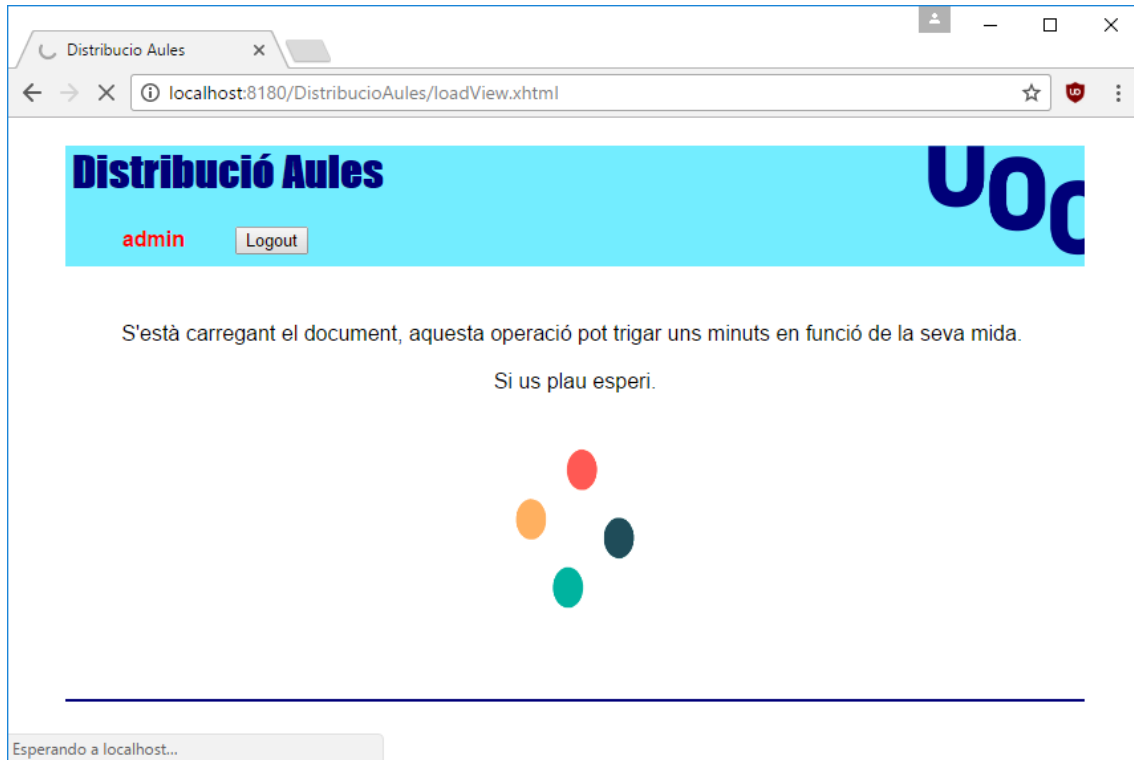 Distribucio Aules
localhost:8180/DistribucioAules/loadView.xhtml
Distribució Aules
UOC
admin
Logout
S'està carregant el document, aquesta operació pot trigar uns minuts en funció de la seva mida.
Si us plau esperi.
Esperando a localhost...